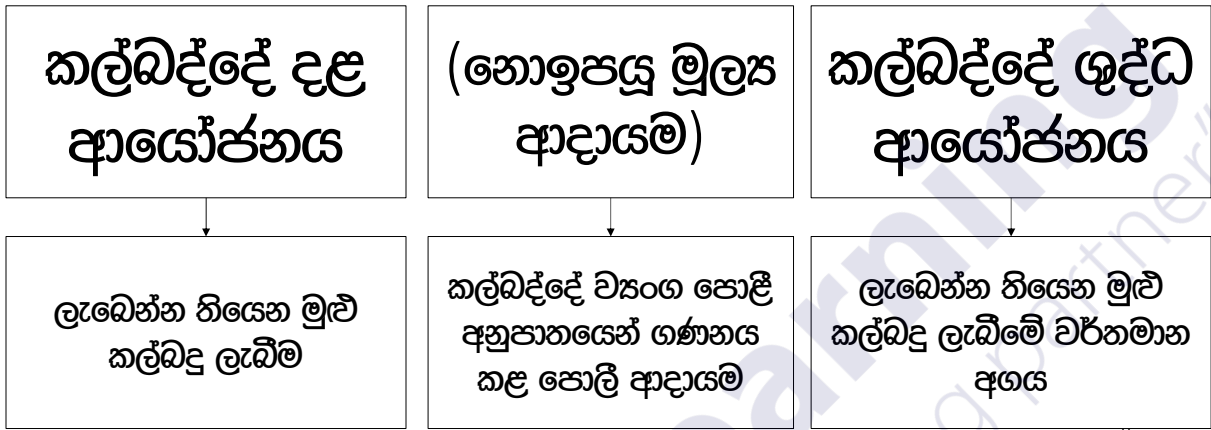 කල්බද්දේ දළ
ආයෝජනය
(නොඉපයූ මූල්‍ය
ආදායම)
කල්බද්දේ ශුද්ධ
ආයෝජනය
ලැබෙන්න තියෙන මුළු
කල්බදු ලැබීම
කල්බද්දේ ව්‍යංග පොළී
අනුපාතයෙන් ගණනය
කළ පොලී ආදායම
ලැබෙන්න තියෙන මුළු
කල්බදු ලැබීමේ වර්තමාන
අගය